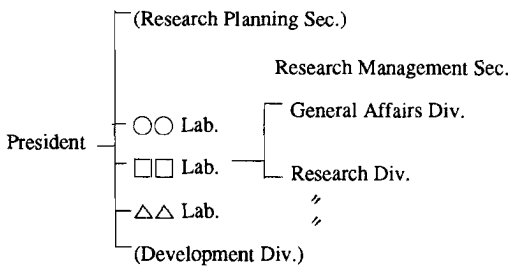 (Research Planning Sec.)
Research Management Sec.
○○ Lab.
General Affairs Div.
President
□□ Lab.
Research Div.
〃
△△ Lab.
〃
(Development Div.)